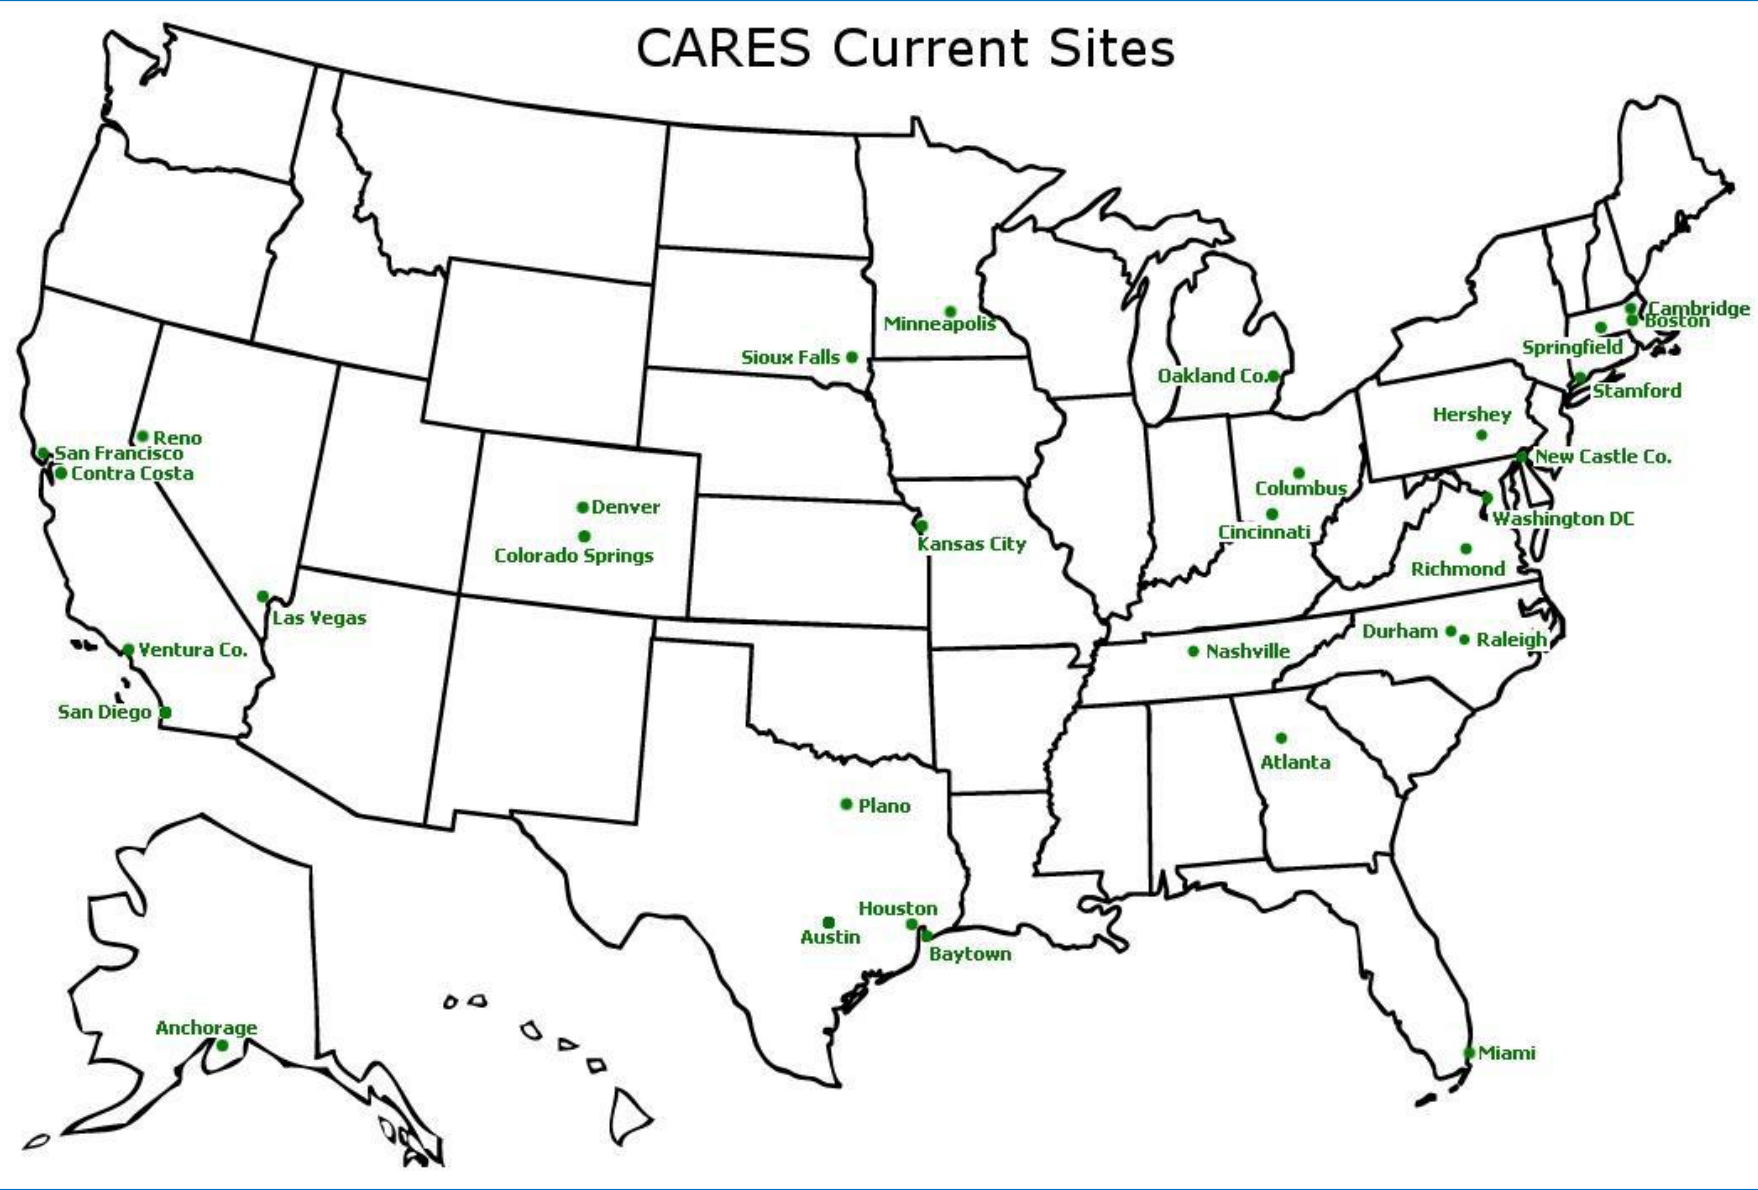 CARES Current Sites
Cambridge
Boston
Minneapolis
Springfield
Sioux Falls
Oakland Co.
Stamford
Hershey
Reno
San Francisco
New Castle Co.
Contra Costa
Columbus
Denver
Washington DC
Cincinnati
Kansas City
Colorado Springs
Richmond
Las Vegas
Durham
Raleigh
Ventura Co.
Nashville
San Diego
Atlanta
Plano
Houston
Austin
Baytown
Anchorage
Miami